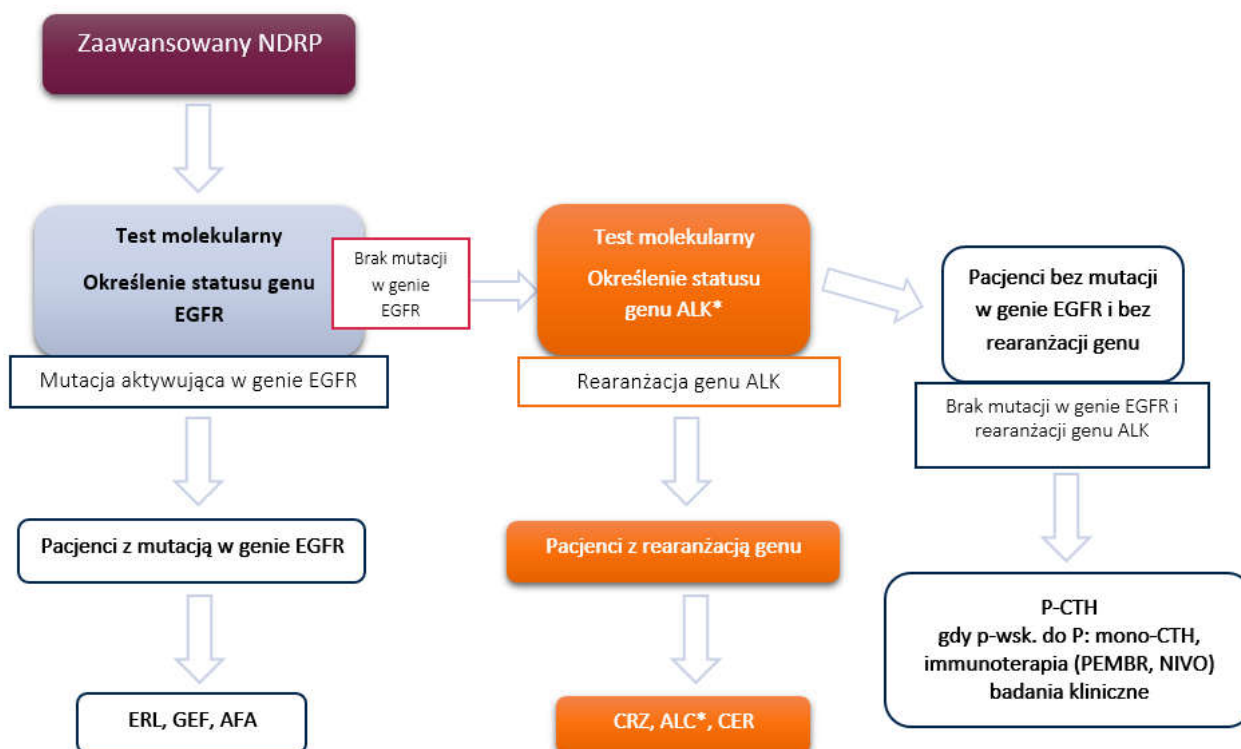 Zaawansowany NDRP
Test molekularny
Określenie statusu genu
EGFR
Brak mutacji
w genie
EGFR
Mutacja aktywująca w genie EGFR
Test molekularny
Określenie statusu
genu ALK*
Rearanżacja genu ALK
Pacjenci bez mutacji
w genie EGFR i bez
rearanżacji genu
Brak mutacji w genie EGFR i
rearanżacji genu ALK
Pacjenci z mutacją w genie EGFR
Pacjenci z rearanżacją genu
P-CTH
gdy p-wsk. do P: mono-CTH,
immunoterapia (PEMBR, NIVO)
badania kliniczne
ERL, GEF, AFA
CRZ, ALC*, CER